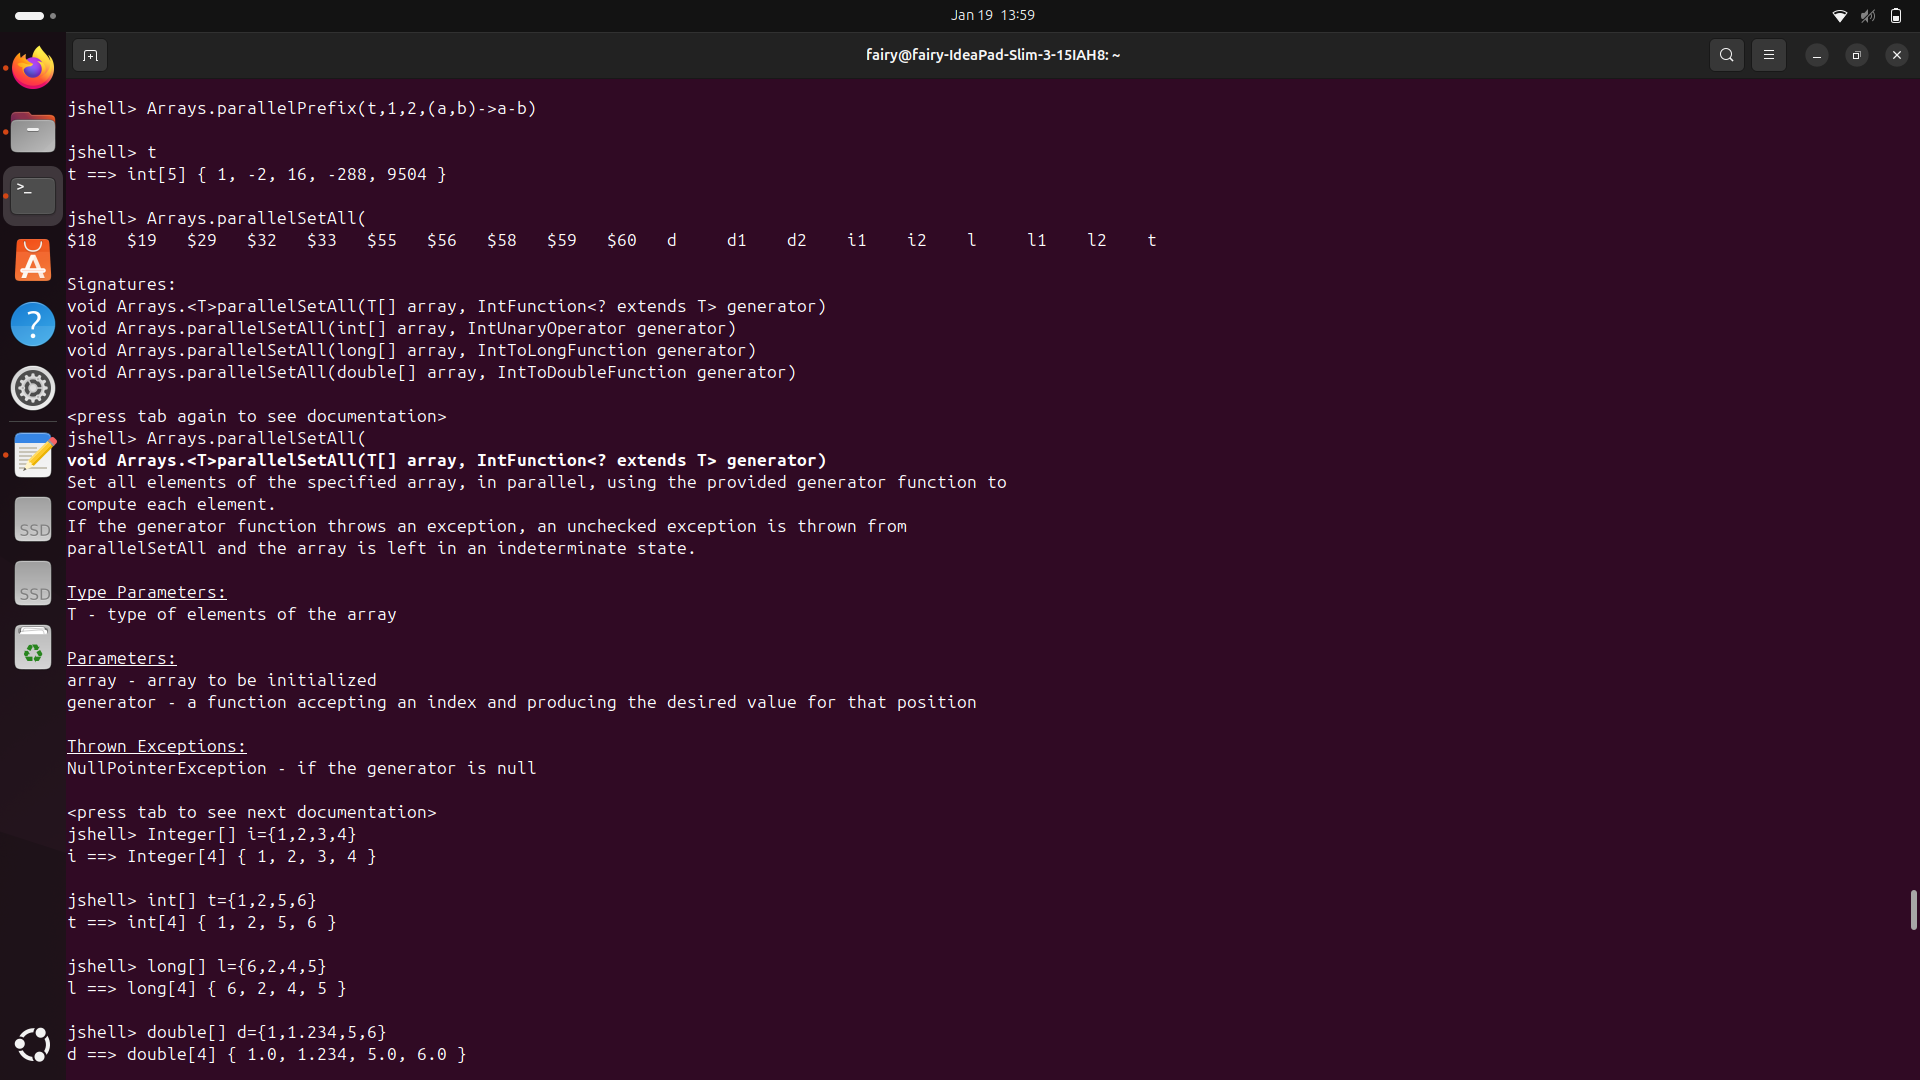 Jan 19 13:59
fairy@fairy-IdeaPad-Slim-3-15IAH8: ~
jshell> Arrays.parallelPrefix(t,1,2,(a,b)->a-b)
jshell> t
t ==> int[5] { 1, -2, 16, -288, 9504 }
jshell> Arrays.parallelSetAll(
$18 $19 $29 $32 $33 $55 $56 $58 $59 $60 d d1 d2 i1 i2 l l1 l2 t
Signatures:
void Arrays.<T>parallelSetAll(T[] array, IntFunction<? extends T> generator)
void Arrays.parallelSetAll(int[] array, IntUnaryOperator generator)
void Arrays.parallelSetAll(long[] array, IntToLongFunction generator)
void Arrays.parallelSetAll(double[] array, IntToDoubleFunction generator)
<press tab again to see documentation>
jshell> Arrays.parallelSetAll(
void Arrays.<T>parallelSetAll(T[] array, IntFunction<? extends T> generator)
Set all elements of the specified array, in parallel, using the provided generator function to
compute each element.
If the generator function throws an exception, an unchecked exception is thrown from
parallelSetAll and the array is left in an indeterminate state.
Type Parameters:
T - type of elements of the array
Parameters:
array - array to be initialized
generator - a function accepting an index and producing the desired value for that position
Thrown Exceptions:
NullPointerException - if the generator is null
<press tab to see next documentation>
jshell> Integer[] i={1,2,3,4}
i ==> Integer[4] { 1, 2, 3, 4 }
jshell> int[] t={1,2,5,6}
t ==> int[4] { 1, 2, 5, 6 }
jshell> long[] l={6,2,4,5}
l ==> long[4] { 6, 2, 4, 5 }
jshell> double[] d={1,1.234,5,6}
d ==> double[4] { 1.0, 1.234, 5.0, 6.0 }
>_
A
?
SSD
SSD